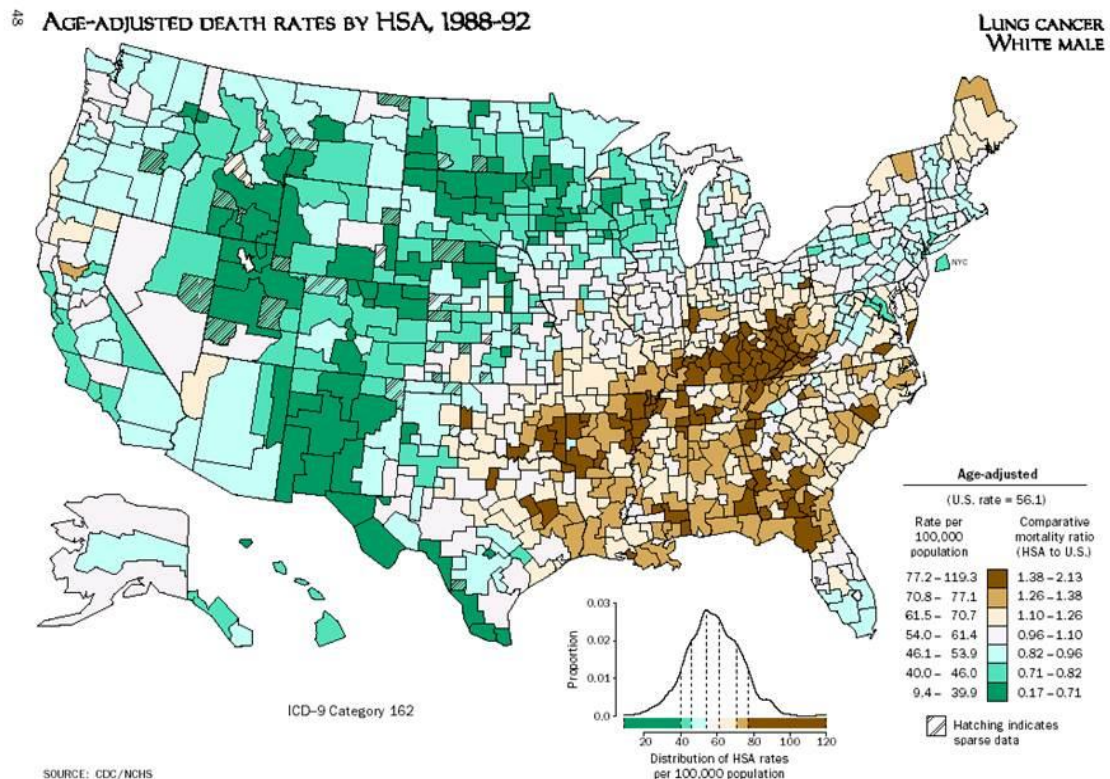 48
AGE-ADJUSTED DEATH RATES BY HSA, 1988-92
LUNG CANCER
WHITE MALE
NYC
Age-adjusted
(U.S. rate = 56.1)
Rate per
100,000
population
Comparative
mortality ratio
(HSA to U.S.)
77.2 – 119.3 1.38 – 2.13
70.8 – 77.1 1.26 – 1.38
61.5 – 70.7 1.10 – 1.26
54.0 – 61.4 0.96 – 1.10
46.1 – 53.9 0.82 – 0.96
40.0 – 46.0 0.71 – 0.82
9.4 – 39.9 0.17 – 0.71
Hatching indicates
sparse data
Proportion
0.03
0.02
0.01
0.0
20 40 60 80 100 120
Distribution of HSA rates
per 100,000 population
ICD-9 Category 162
SOURCE: CDC/NCHS